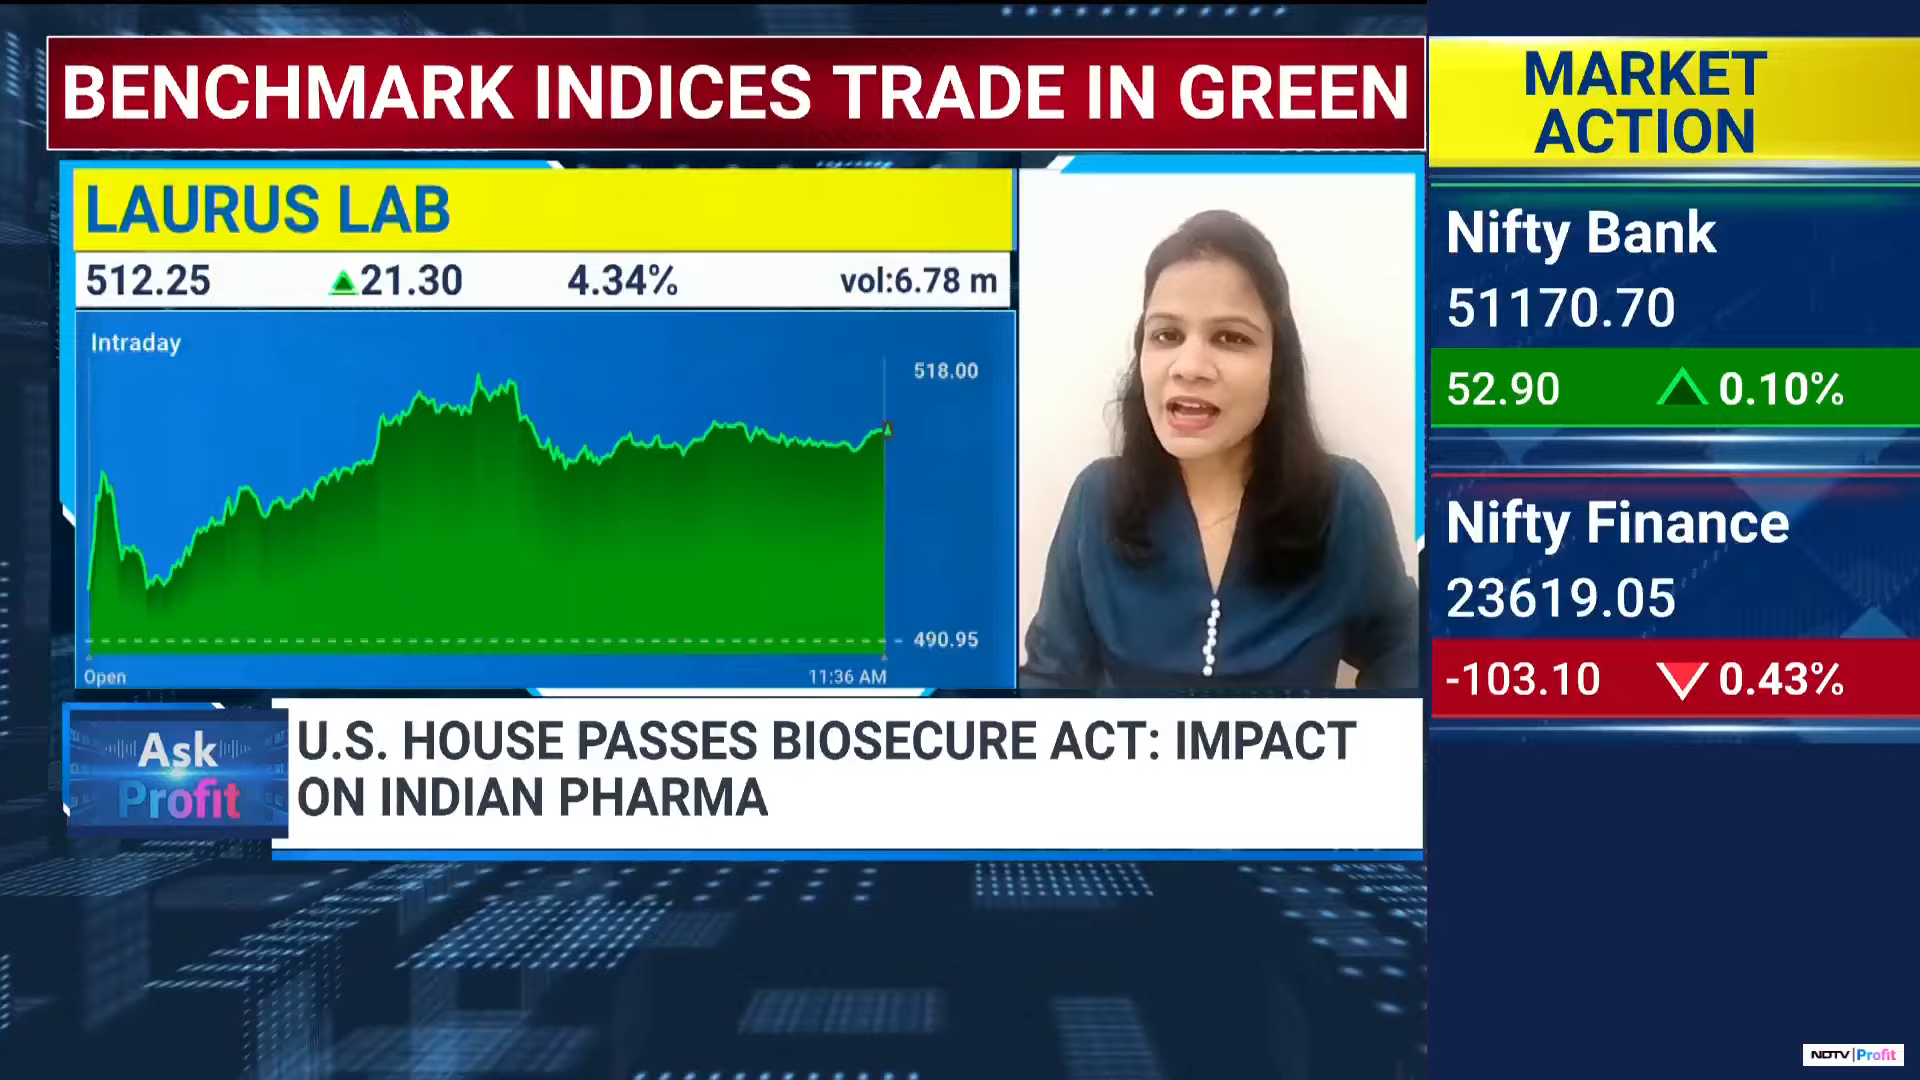 BENCHMARK INDICES TRADE IN GREEN
MARKET
ACTION
LAURUS LAB
512.25 21.30 4.34% vol:6.78 m
Intraday
518.00
490.95
Open 11:36 AM
Nifty Bank
51170.70
52.90 0.10%
Nifty Finance
23619.05
-103.10 0.43%
Ask
Profit
U.S. HOUSE PASSES BIOSECURE ACT: IMPACT
ON INDIAN PHARMA
NDTV|Profit